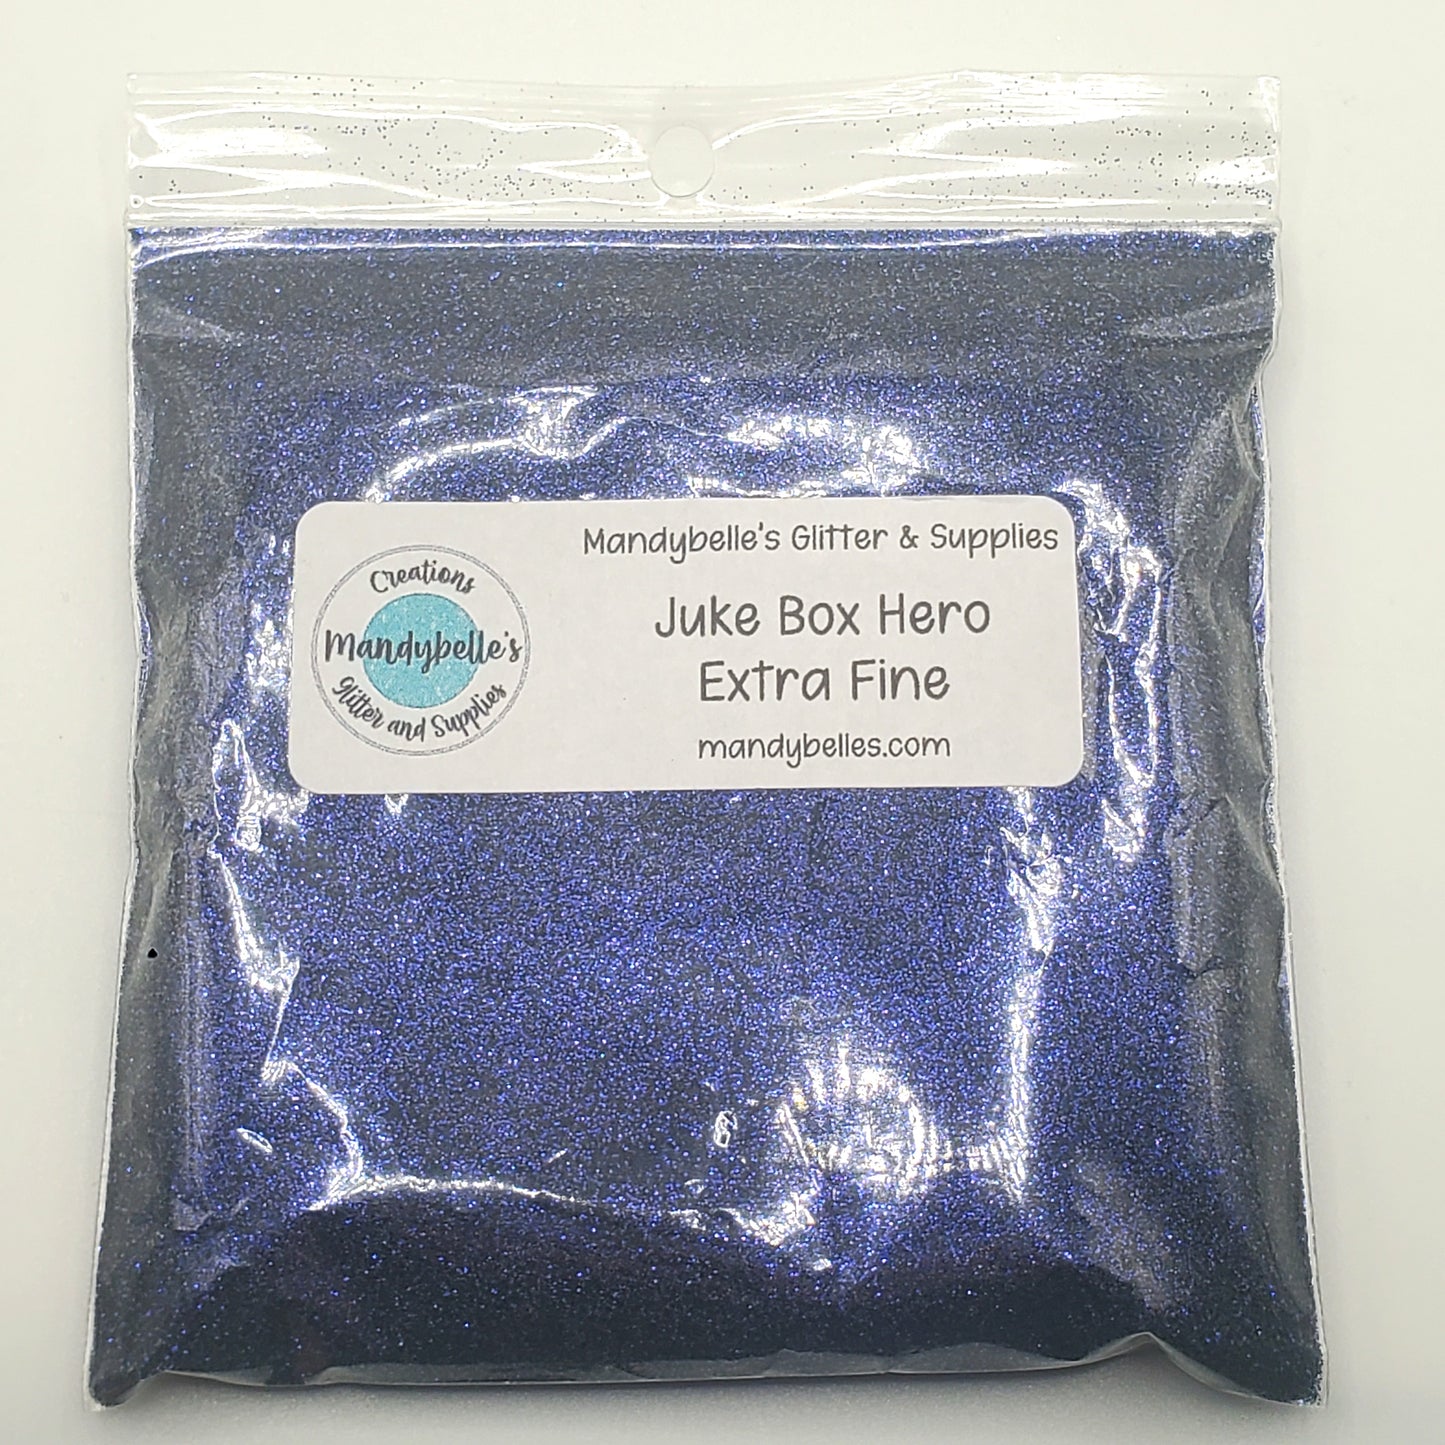 Mandybelle's Glitter & Supplies
Juke Box Hero
Extra Fine
mandybelles.com
Creations
Mandybelle's
Glitter and Supplies